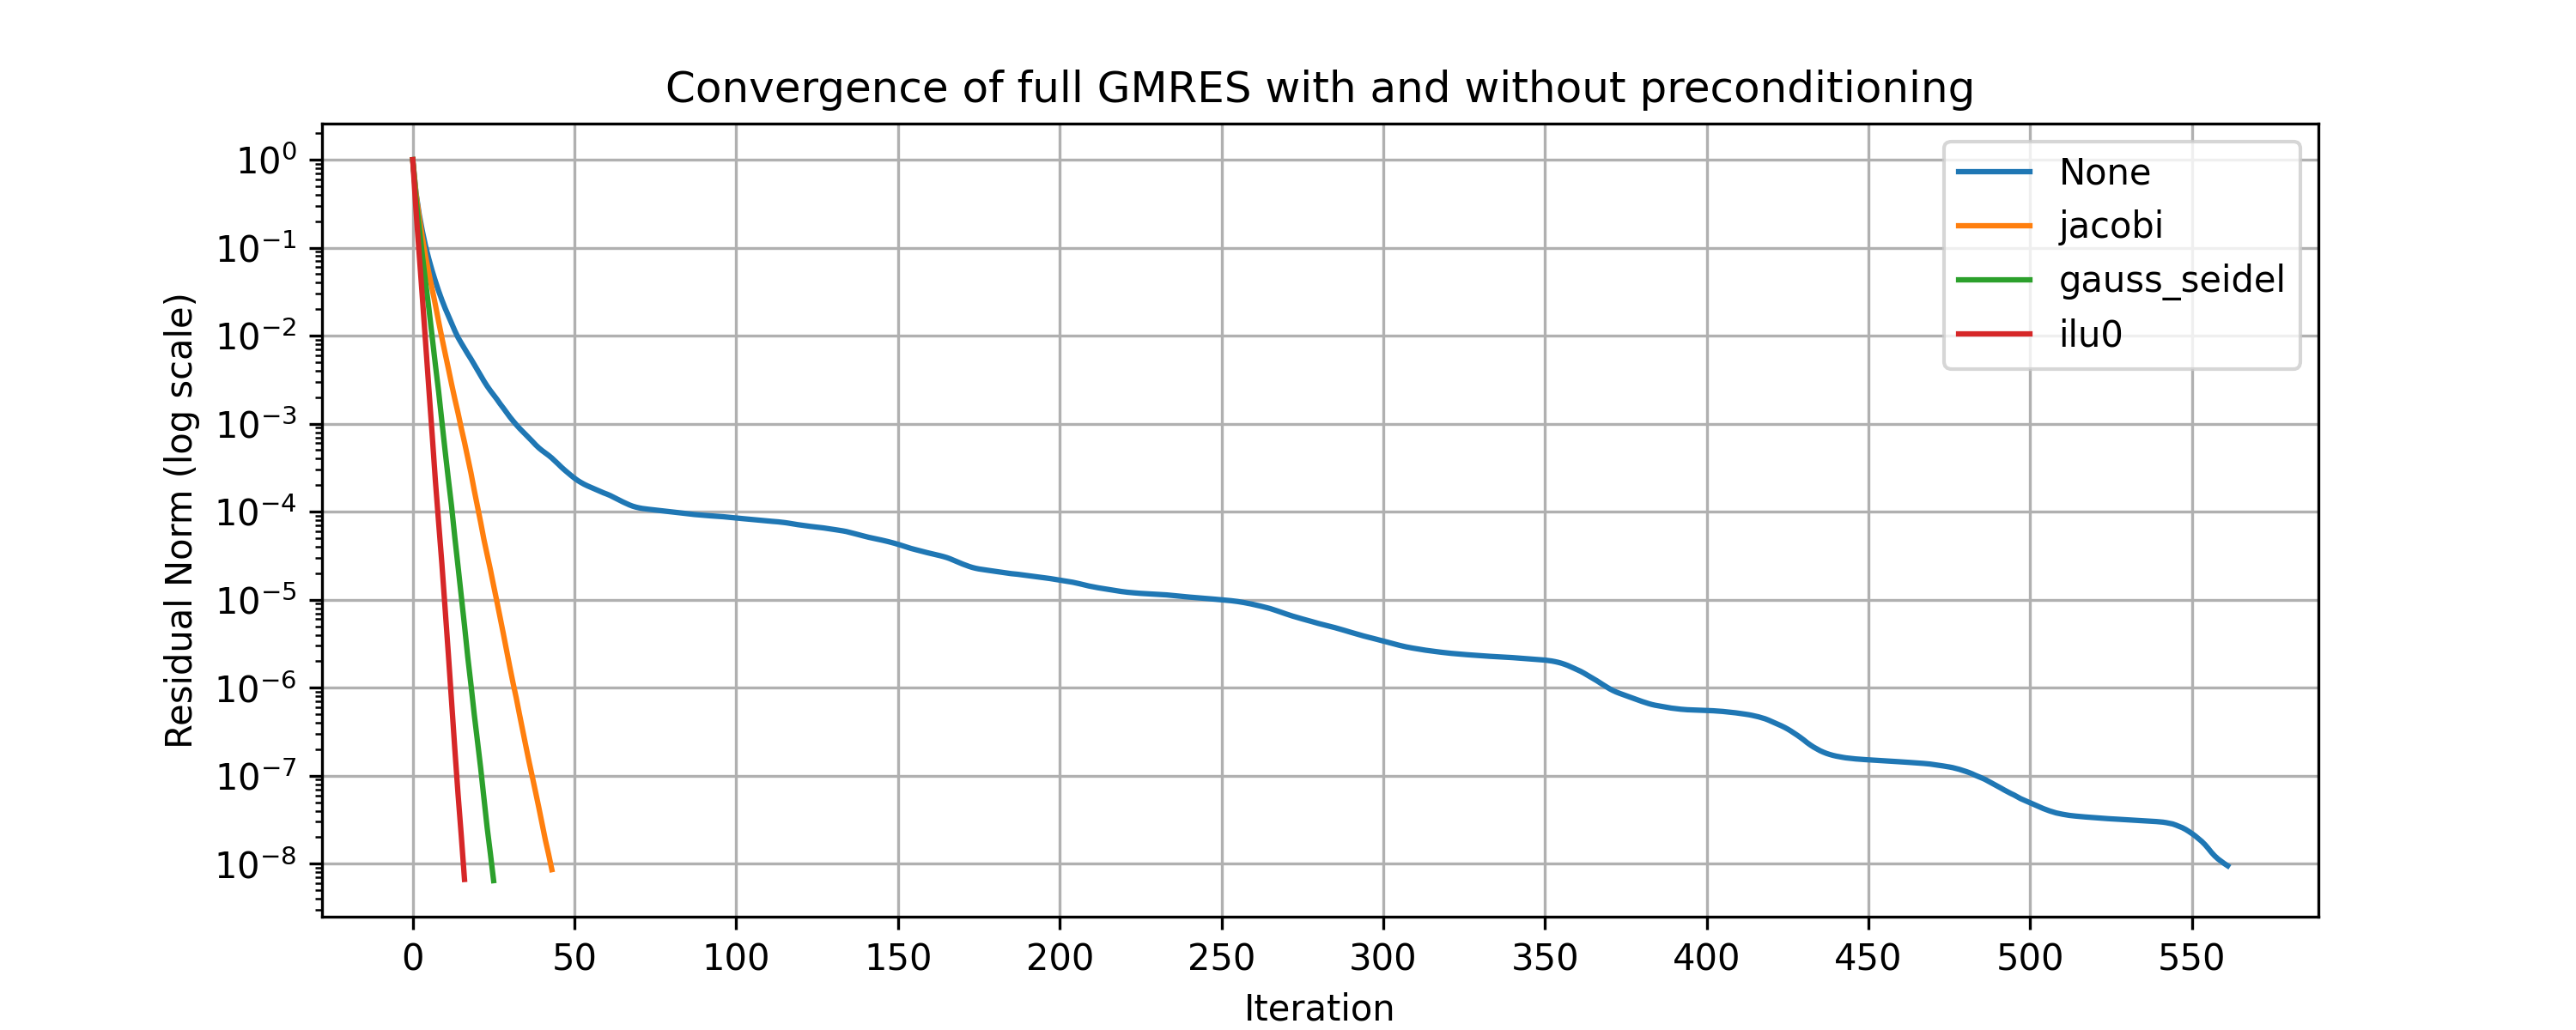 Convergence of full GMRES with and without preconditioning
Residual Norm (log scale)
10⁰
10⁻¹
10⁻²
10⁻³
10⁻⁴
10⁻⁵
10⁻⁶
10⁻⁷
10⁻⁸
None
jacobi
gauss_seidel
ilu0
0 50 100 150 200 250 300 350 400 450 500 550
Iteration